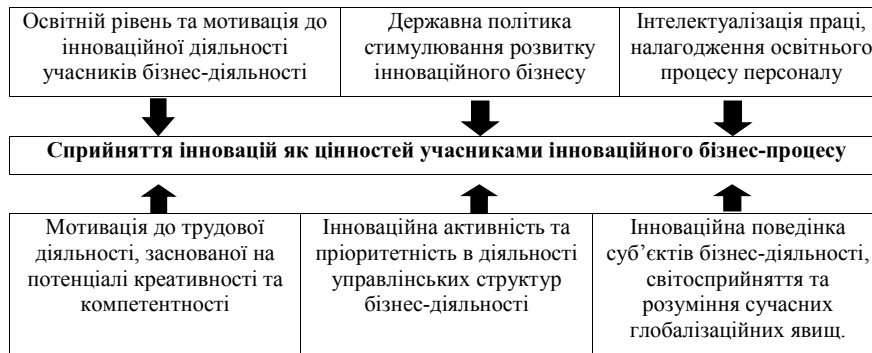 Освітній рівень та мотивація до
інноваційної діяльності
учасників бізнес-діяльності
Державна політика
стимулювання розвитку
інноваційного бізнесу
Інтелектуалізація праці,
налагодження освітнього
процесу персоналу
Сприйняття інновацій як цінностей учасниками інноваційного бізнес-процесу
Мотивація до трудової
діяльності, заснованої на
потенціалі креативності та
компетентності
Інноваційна активність та
пріоритетність в діяльності
управлінських структур
бізнес-діяльності
Інноваційна поведінка
суб’єктів бізнес-діяльності,
світосприйняття та
розуміння сучасних
глобалізаційних явищ.